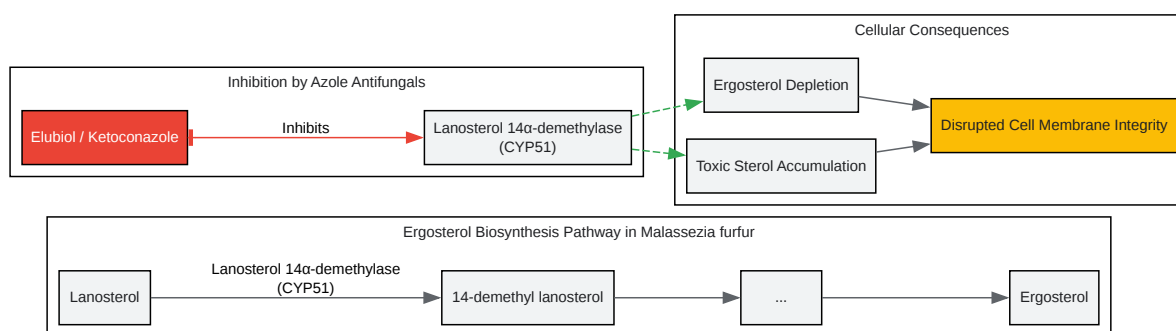 Cellular Consequences
Inhibition by Azole Antifungals
Ergosterol Depletion
Elubiol / Ketoconazole
Inhibits
Lanosterol 14α-demethylase
(CYP51)
Disrupted Cell Membrane Integrity
Toxic Sterol Accumulation
Ergosterol Biosynthesis Pathway in Malassezia furfur
Lanosterol
Lanosterol 14α-demethylase
(CYP51)
14-demethyl lanosterol
...
Ergosterol